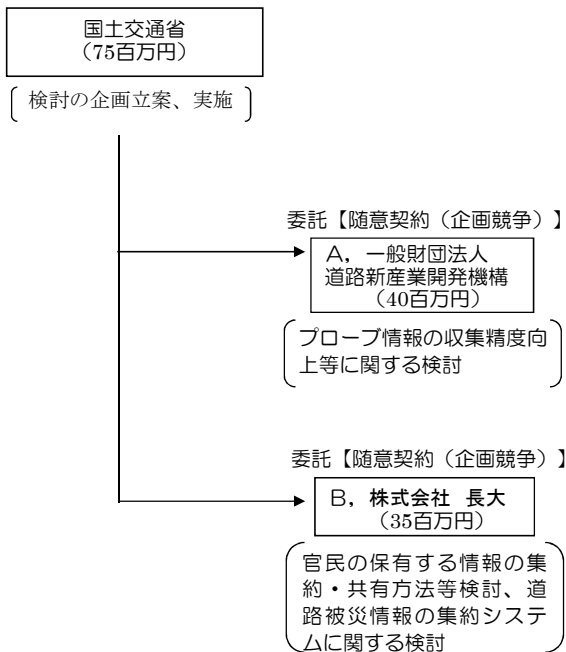 国土交通省
（75百万円）
検討の企画立案、実施
委託【随意契約（企画競争）】
A，一般財団法人
道路新産業開発機構
（40百万円）
プローブ情報の収集精度向
上等に関する検討
委託【随意契約（企画競争）】
B，株式会社 長大
（35百万円）
官民の保有する情報の集
約・共有方法等検討、道
路被災情報の集約システ
ムに関する検討